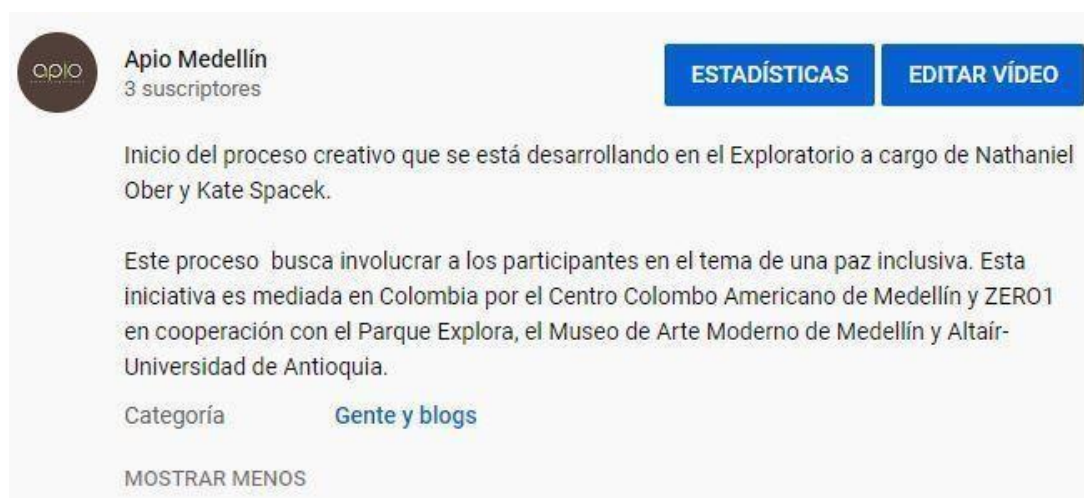 apio
Apio Medellín
3 suscriptores
ESTADÍSTICAS
EDITAR VÍDEO
Inicio del proceso creativo que se está desarrollando en el Exploratorio a cargo de Nathaniel
Ober y Kate Spacek.
Este proceso  busca involucrar a los participantes en el tema de una paz inclusiva. Esta
iniciativa es mediada en Colombia por el Centro Colombo Americano de Medellín y ZERO1
en cooperación con el Parque Explora, el Museo de Arte Moderno de Medellín y Altaír-
Universidad de Antioquia.
Categoría
Gente y blogs
MOSTRAR MENOS